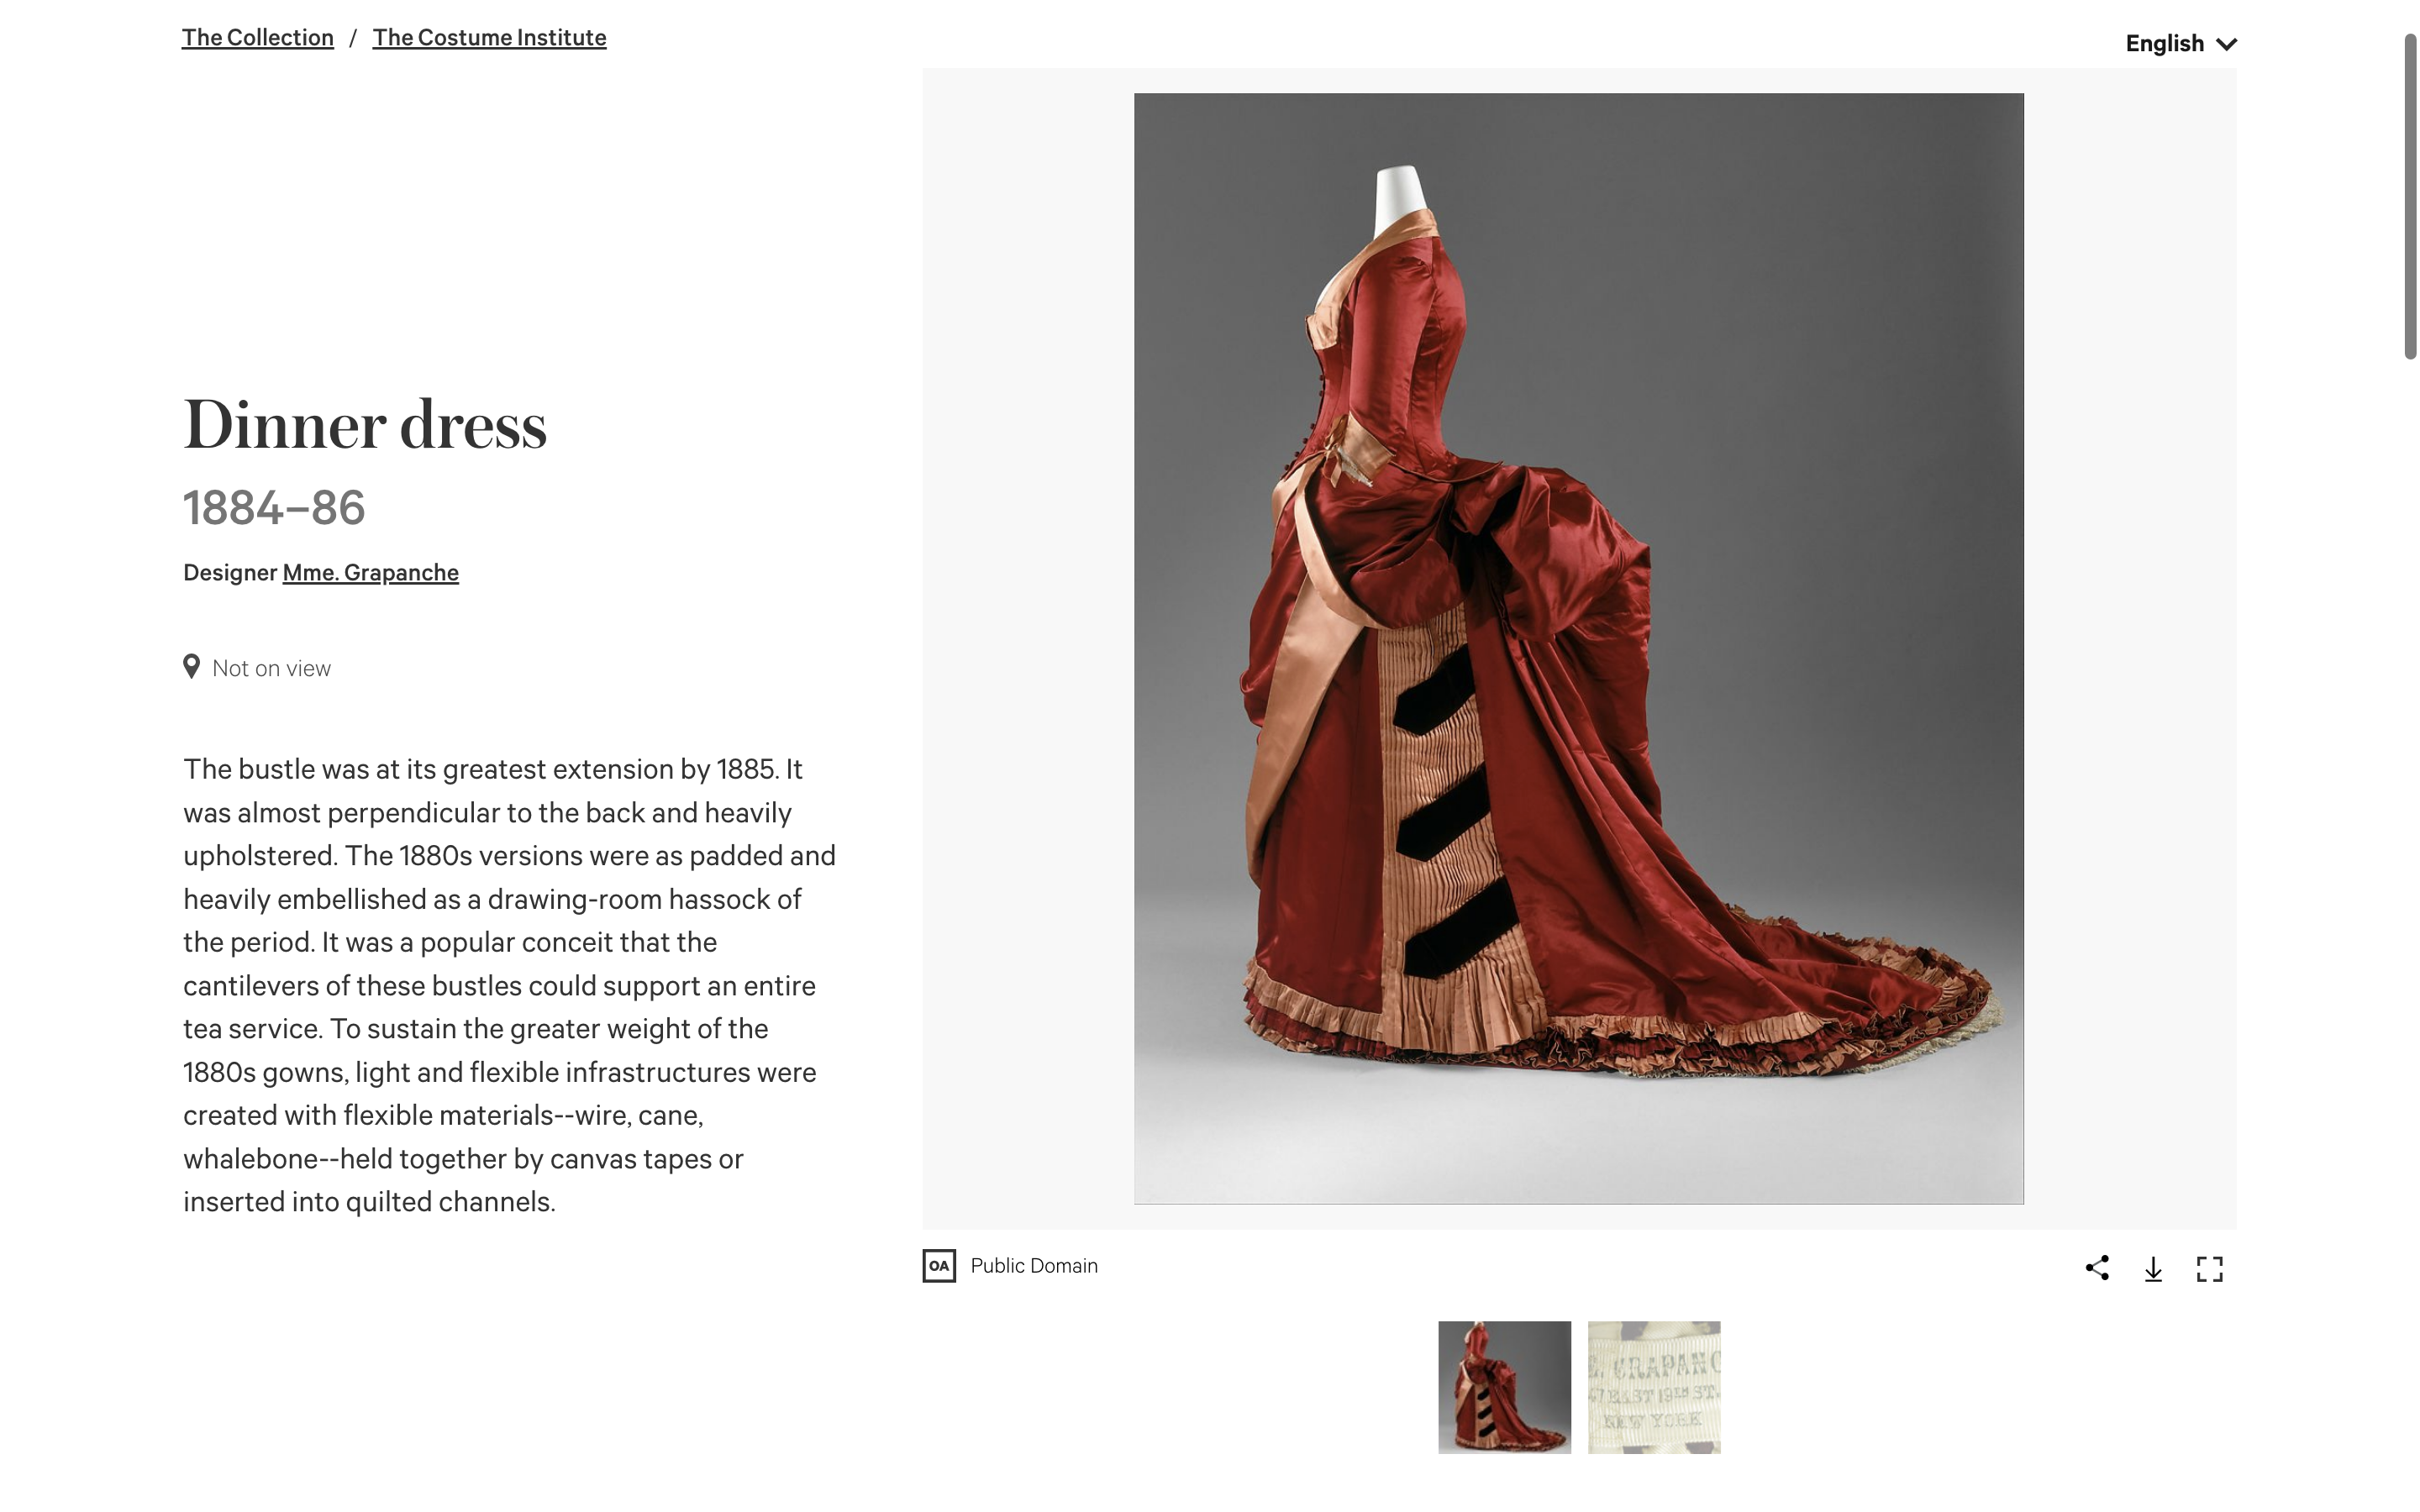 The Collection / The Costume Institute
English
Dinner dress
1884–86
Designer Mme. Grapanche
Not on view
The bustle was at its greatest extension by 1885. It
was almost perpendicular to the back and heavily
upholstered. The 1880s versions were as padded and
heavily embellished as a drawing-room hassock of
the period. It was a popular conceit that the
cantilevers of these bustles could support an entire
tea service. To sustain the greater weight of the
1880s gowns, light and flexible infrastructures were
created with flexible materials--wire, cane,
whalebone--held together by canvas tapes or
inserted into quilted channels.
OA Public Domain
GRAPANC
EAST 19TH ST.
NEW YORK